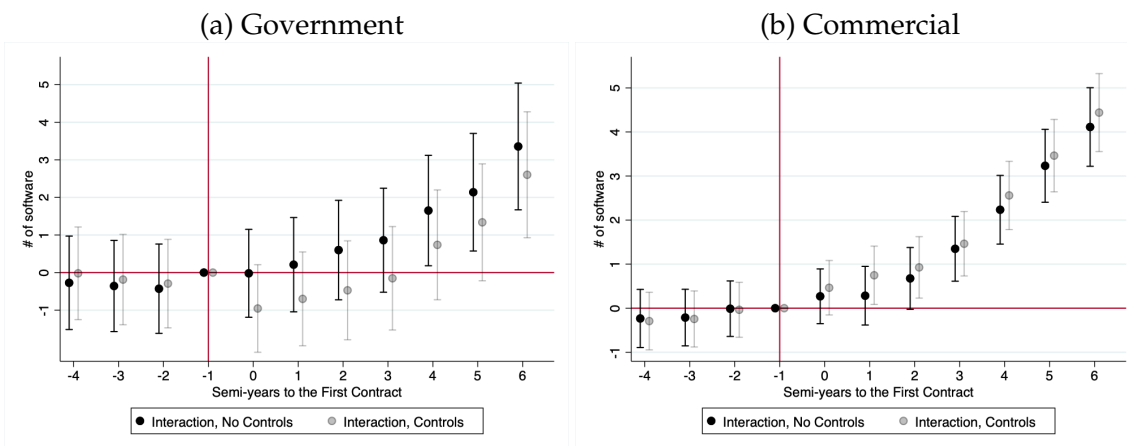 (a) Government
# of software
5
4
3
2
1
0
-1
-4 -3 -2 -1 0 1 2 3 4 5 6
Semi-years to the First Contract
Interaction, No Controls Interaction, Controls
(b) Commercial
# of software
5
4
3
2
1
0
-1
-4 -3 -2 -1 0 1 2 3 4 5 6
Semi-years to the First Contract
Interaction, No Controls Interaction, Controls